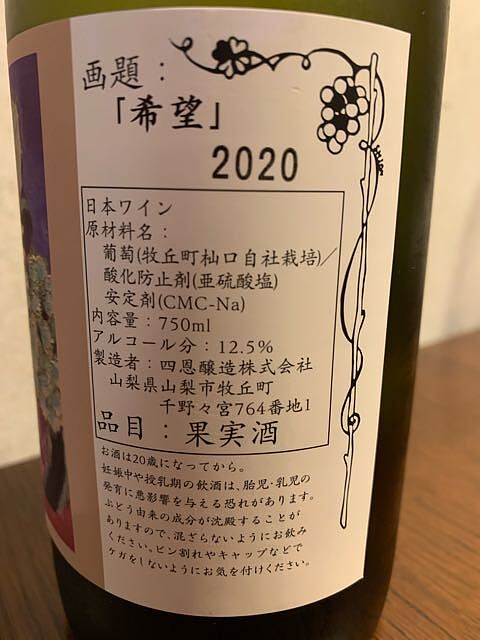 画題：
「希望」
2020
日本ワイン
原材料名：
葡萄(牧丘町杣口自社栽培)／
酸化防止剤(亜硫酸塩)
安定剤(CMC-Na)
内容量：750ml
アルコール分：12.5%
製造者：四恩醸造株式会社
山梨県山梨市牧丘町
千野々宮764番地1
品目：果実酒
お酒は20歳になってから。
妊娠中や授乳期の飲酒は、胎児・乳児の
発育に悪影響を与える恐れがあります。
ぶどう由来の成分が沈殿することが
ありますので、混ざらないようにお飲み
ください。ビン割れやキャップなどで
ケガをしないようにお気を付けください。